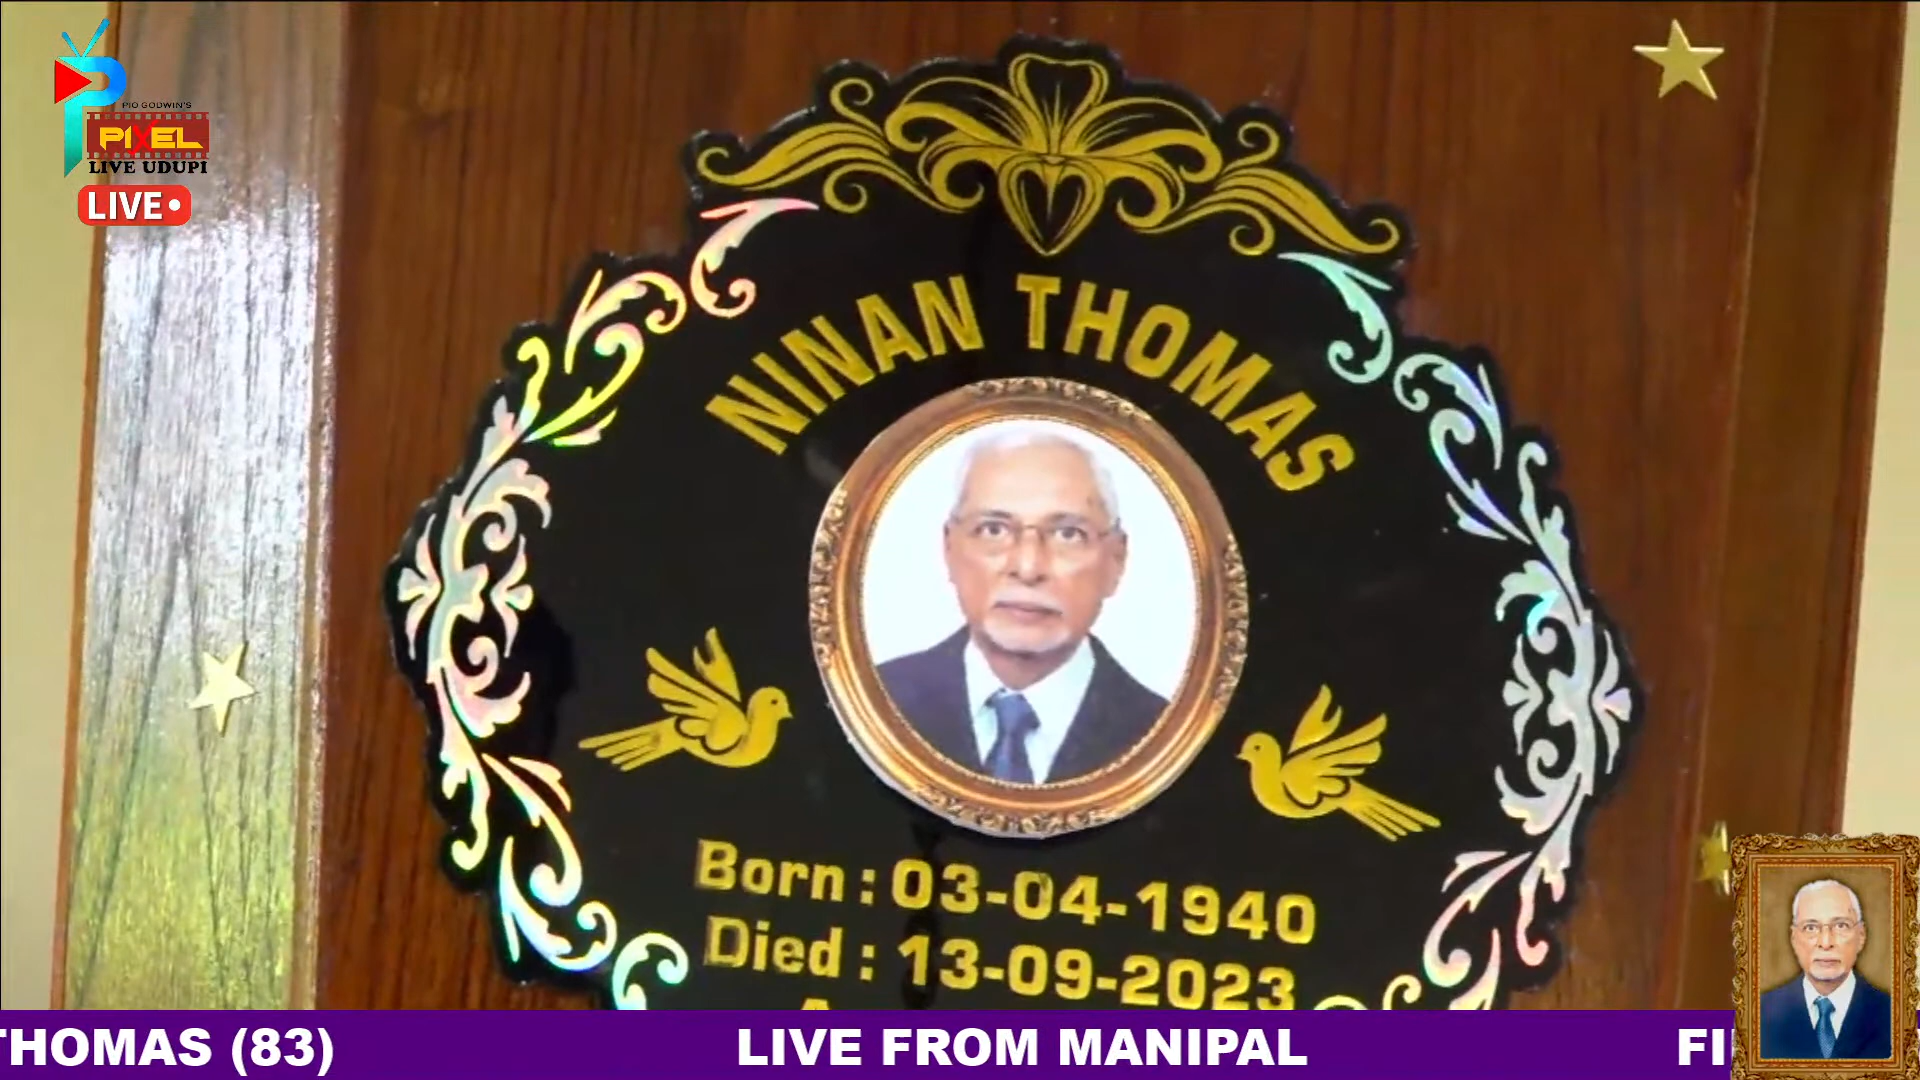 PIO GODWIN'S
PIXEL
LIVE UDUPI
LIVE
NINAN THOMAS
Born : 03-04-1940
Died : 13-09-2023
THOMAS (83)
LIVE FROM MANIPAL